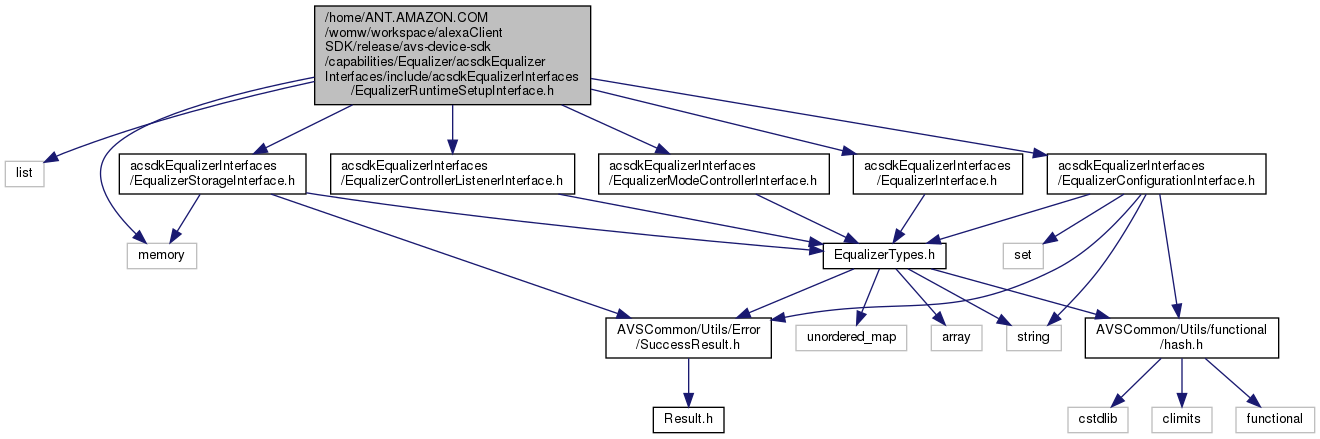 /home/ANT.AMAZON.COM
/womw/workspace/alexaClient
SDK/release/avs-device-sdk
/capabilities/Equalizer/acsdkEqualizer
Interfaces/include/acsdkEqualizerInterfaces
/EqualizerRuntimeSetupInterface.h
list
acsdkEqualizerInterfaces
/EqualizerStorageInterface.h
acsdkEqualizerInterfaces
/EqualizerControllerListenerInterface.h
acsdkEqualizerInterfaces
/EqualizerModeControllerInterface.h
acsdkEqualizerInterfaces
/EqualizerInterface.h
acsdkEqualizerInterfaces
/EqualizerConfigurationInterface.h
memory
EqualizerTypes.h
set
AVSCommon/Utils/Error
/SuccessResult.h
unordered_map
array
string
AVSCommon/Utils/functional
/hash.h
Result.h
cstdlib
climits
functional